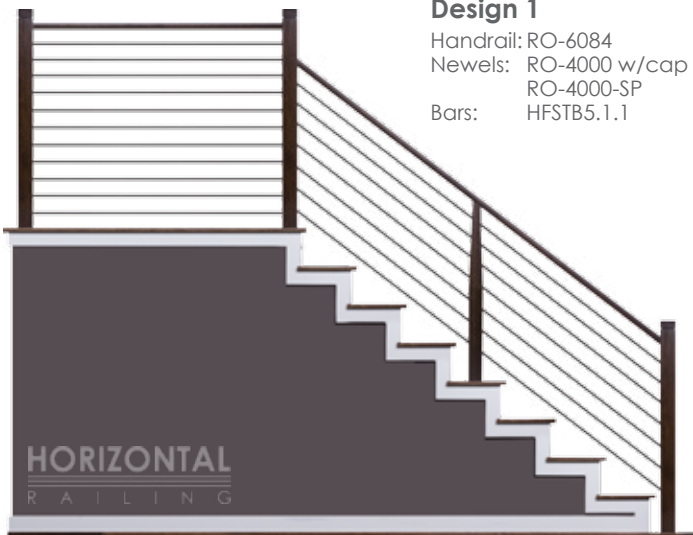 Design 1
Handrail: RO-6084
Newels: RO-4000 w/cap
RO-4000-SP
Bars: HFSTB5.1.1
HORIZONTAL
RAILING